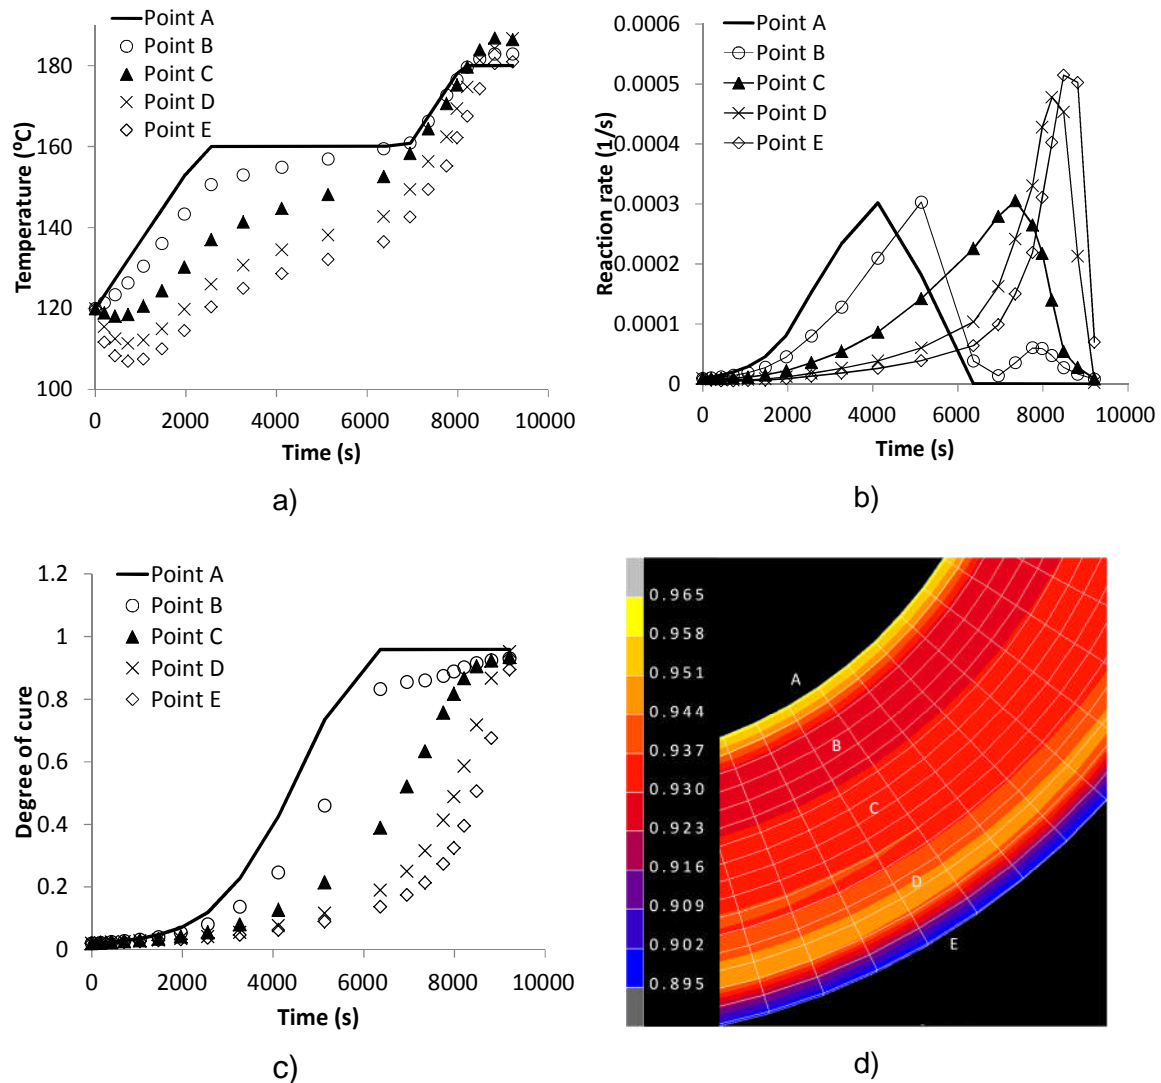 Point A
Point B
Point C
Point D
Point E
180
160
140
120
100
0
2000
4000
6000
8000
10000
Temperature (ºC)
Time (s)
a)
0.0006
0.0005
0.0004
0.0003
0.0002
0.0001
0
Point A
Point B
Point C
Point D
Point E
0
2000
4000
6000
8000
10000
Reaction rate (1/s)
Time (s)
b)
1.2
1
0.8
0.6
0.4
0.2
0
Point A
Point B
Point C
Point D
Point E
0
2000
4000
6000
8000
10000
Degree of cure
Time (s)
c)
0.965
0.958
0.951
0.944
0.937
0.930
0.923
0.916
0.909
0.902
0.895
A
B
C
D
E
d)